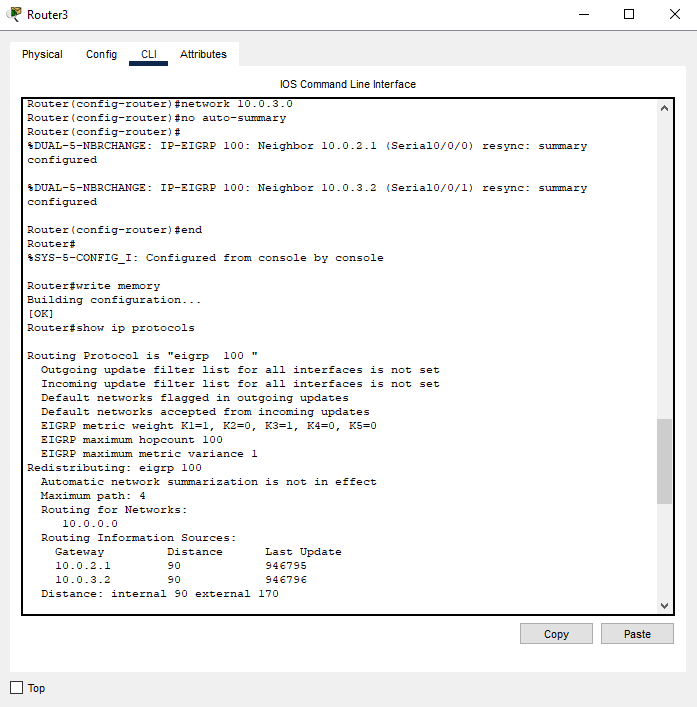 Router3
Physical Config CLI Attributes
IOS Command Line Interface
Router(config-router)#network 10.0.3.0
Router(config-router)#no auto-summary
Router(config-router)#
%DUAL-5-NBRCHANGE: IP-EIGRP 100: Neighbor 10.0.2.1 (Serial0/0/0) resync: summary
configured
%DUAL-5-NBRCHANGE: IP-EIGRP 100: Neighbor 10.0.3.2 (Serial0/0/1) resync: summary
configured
Router(config-router)#end
Router#
%SYS-5-CONFIG_I: Configured from console by console
Router#write memory
Building configuration...
[OK]
Router#show ip protocols
Routing Protocol is "eigrp  100 "
  Outgoing update filter list for all interfaces is not set
  Incoming update filter list for all interfaces is not set
  Default networks flagged in outgoing updates
  Default networks accepted from incoming updates
  EIGRP metric weight K1=1, K2=0, K3=1, K4=0, K5=0
  EIGRP maximum hopcount 100
  EIGRP maximum metric variance 1
Redistributing: eigrp 100
  Automatic network summarization is not in effect
  Maximum path: 4
  Routing for Networks:
     10.0.0.0
  Routing Information Sources:
    Gateway         Distance      Last Update
    10.0.2.1        90            946795
    10.0.3.2        90            946796
  Distance: internal 90 external 170
Copy Paste
Top